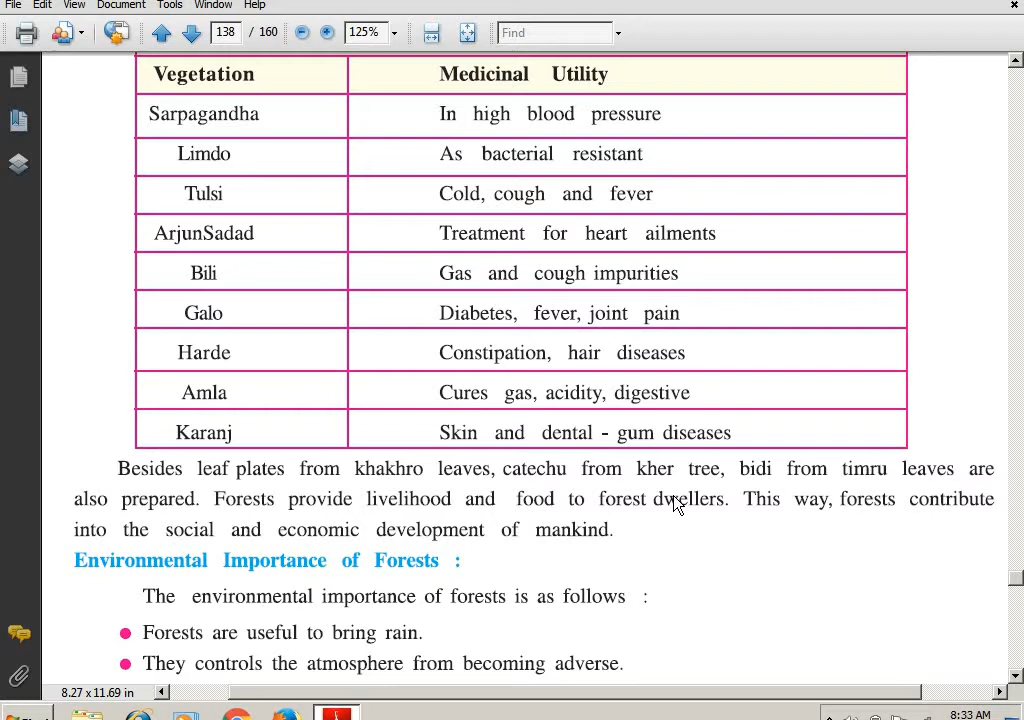 File Edit View Document Tools Window Help
138 / 160 125% Find
Vegetation Medicinal Utility
Sarpagandha In high blood pressure
Limdo As bacterial resistant
Tulsi Cold, cough and fever
ArjunSadad Treatment for heart ailments
Bili Gas and cough impurities
Galo Diabetes, fever, joint pain
Harde Constipation, hair diseases
Amla Cures gas, acidity, digestive
Karanj Skin and dental - gum diseases
Besides leaf plates from khakhro leaves, catechu from kher tree, bidi from timru leaves are
also prepared. Forests provide livelihood and food to forest dwellers. This way, forests contribute
into the social and economic development of mankind.
Environmental Importance of Forests :
The environmental importance of forests is as follows :
Forests are useful to bring rain.
They controls the atmosphere from becoming adverse.
8.27 x 11.69 in
8:33 AM